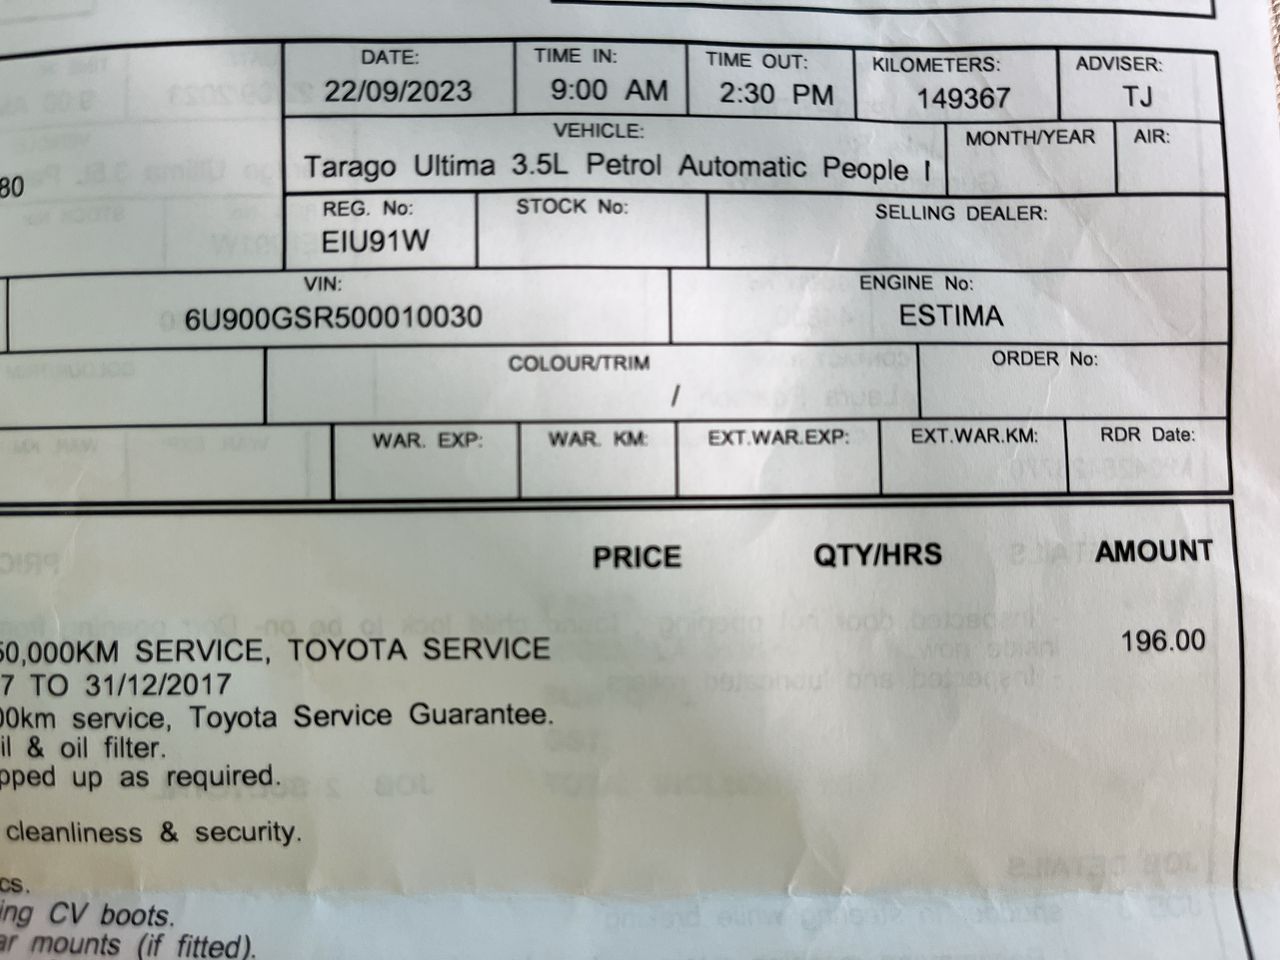 DATE: TIME IN: TIME OUT: KILOMETERS: ADVISER:
22/09/2023 9:00 AM 2:30 PM 149367 TJ
VEHICLE: MONTH/YEAR AIR:
80 Tarago Ultima 3.5L Petrol Automatic People
REG. No: STOCK No: SELLING DEALER:
EIU91W
VIN: ENGINE No:
6U900GSR500010030 ESTIMA
COLOUR/TRIM ORDER No:
/
WAR. EXP: WAR. KM: EXT.WAR.EXP: EXT.WAR.KM: RDR Date:
PRICE QTY/HRS AMOUNT
50,000KM SERVICE, TOYOTA SERVICE 196.00
7 TO 31/12/2017
00km service, Toyota Service Guarantee.
il & oil filter.
pped up as required.
cleanliness & security.
cs.
ing CV boots.
ar mounts (if fitted).